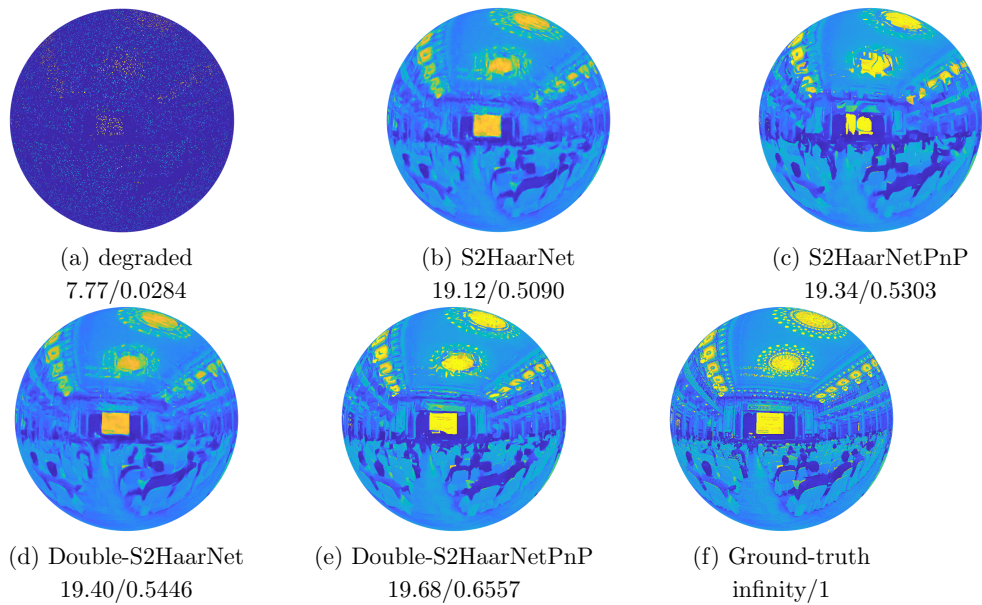 (a) degraded
7.77/0.0284
(b) S2HaarNet
19.12/0.5090
(c) S2HaarNetPnP
19.34/0.5303
(d) Double-S2HaarNet
19.40/0.5446
(e) Double-S2HaarNetPnP
19.68/0.6557
(f) Ground-truth
infinity/1